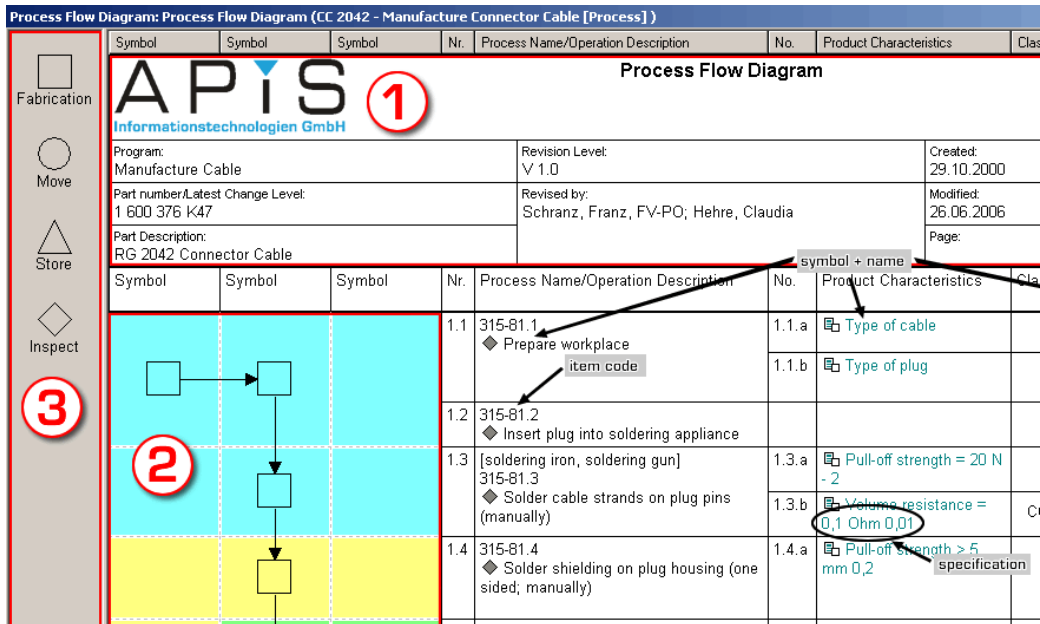 Process Flow Diagram: Process Flow Diagram (CC 2042 - Manufacture Connector Cable [Process] )
Symbol Symbol Symbol Nr. Process Name/Operation Description No. Product Characteristics Clas
Fabrication
Move
Store
Inspect
3
APiS
Informationstechnologien GmbH
1
Process Flow Diagram
Program:
Manufacture Cable
Revision Level:
V 1.0
Created:
29.10.2000
Part number/Latest Change Level:
1 600 376 K47
Revised by:
Schranz, Franz, FV-PO; Hehre, Claudia
Modified:
26.06.2006
Part Description:
RG 2042 Connector Cable
Page:
symbol + name
Symbol Symbol Symbol Nr. Process Name/Operation Description No. Product Characteristics Cla
2
1.1 315-81.1
Prepare workplace
item code
1.1.a Type of cable
1.1.b Type of plug
1.2 315-81.2
Insert plug into soldering appliance
1.3 [soldering iron, soldering gun]
315-81.3
Solder cable strands on plug pins
(manually)
1.3.a Pull-off strength = 20 N
- 2
1.3.b Volume resistance =
0,1 Ohm 0,01
1.4 315-81.4
Solder shielding on plug housing (one
sided; manually)
1.4.a Pull-off strength > 5
mm 0,2
specification